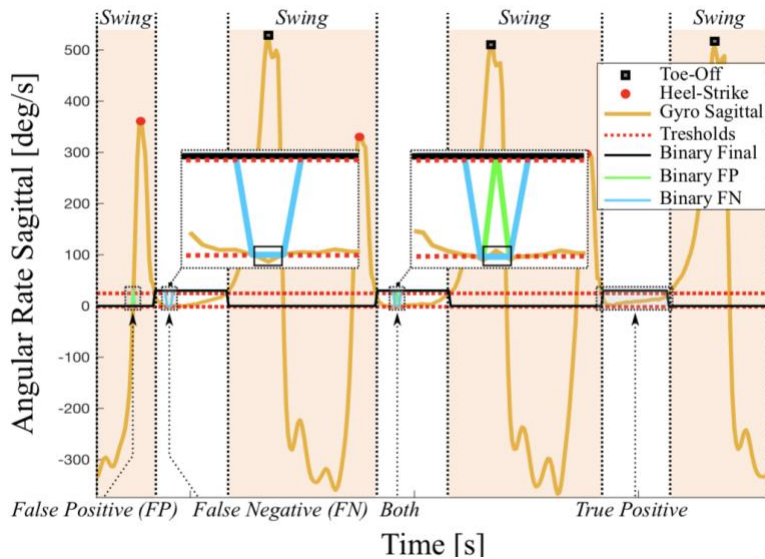 Swing Swing Swing Swing
500
400
300
200
100
0
-100
-200
-300
Angular Rate Sagittal [deg/s]
Toe-Off
Heel-Strike
Gyro Sagittal
Tresholds
Binary Final
Binary FP
Binary FN
False Positive (FP) False Negative (FN) Both True Positive
Time [s]